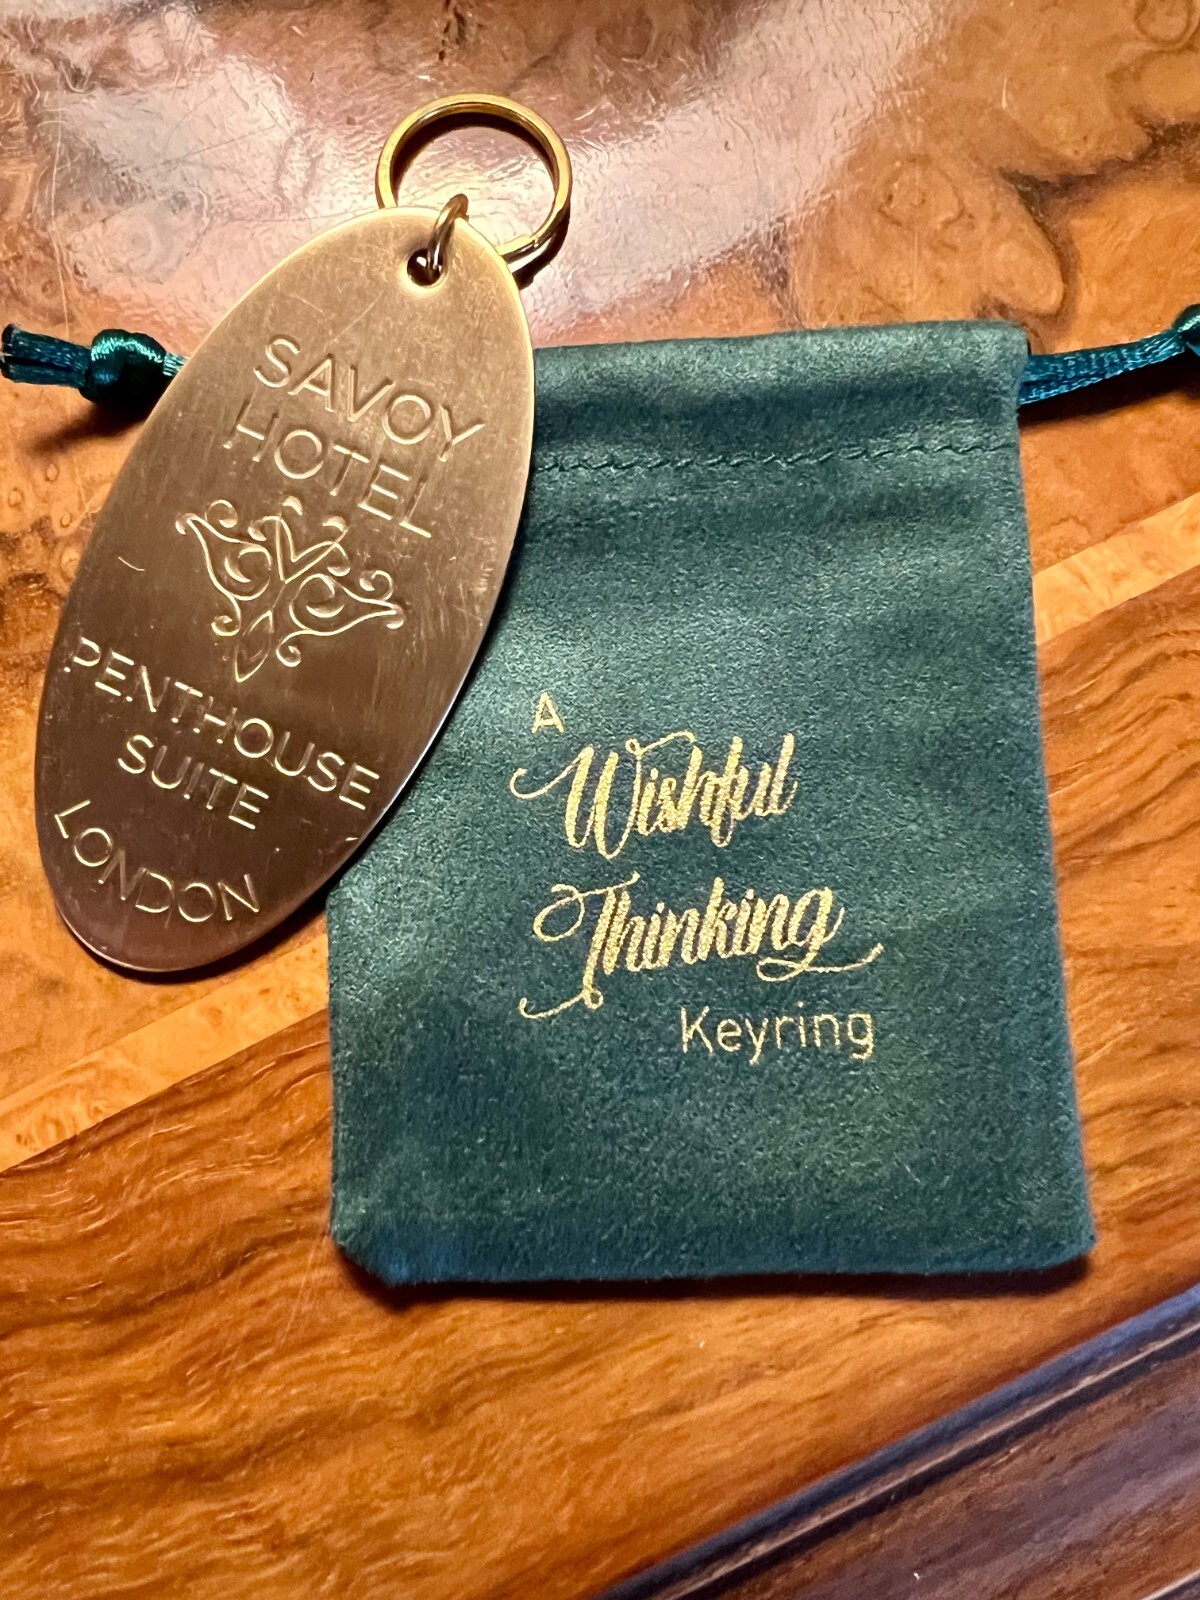 SAVOY
HOTEL
PENTHOUSE
SUITE
LONDON
A
Wishful
Thinking
Keyring